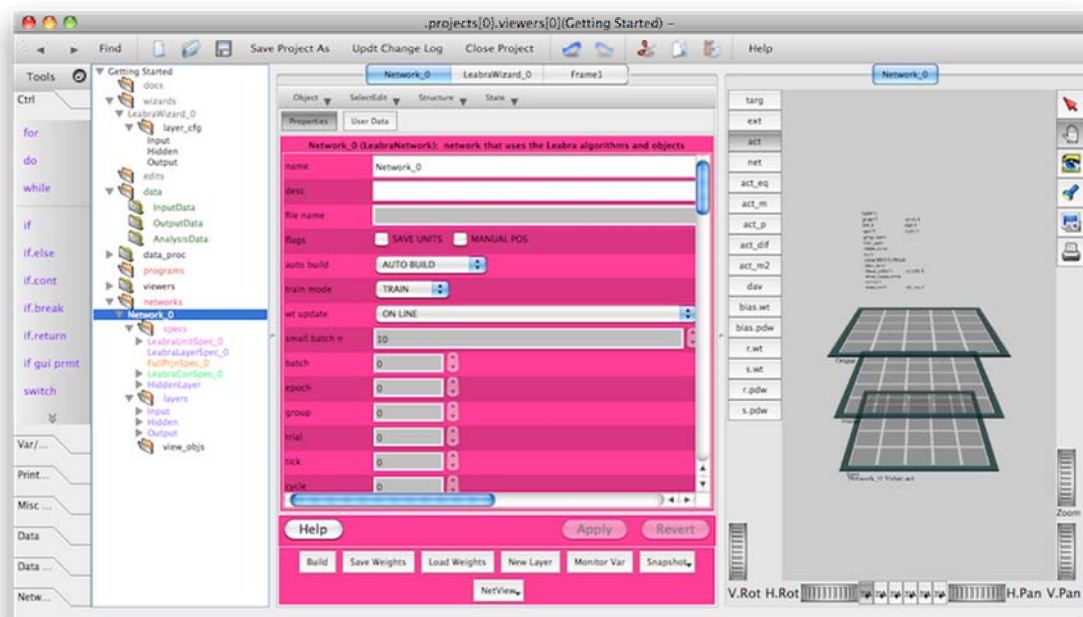 .projects[0].viewers[0](Getting Started) –
Find
Save Project As
Updt Change Log
Close Project
Help
Tools
Ctrl
for
do
while
if
if.else
if.cont
if.break
if.return
if gui prmt
switch
Var/...
Print...
Misc ...
Data
Data ...
Netw...
Getting Started
docs
wizards
LeabraWizard_0
layer_cfg
Input
Hidden
Output
edits
data
InputData
OutputData
AnalysisData
data_proc
programs
viewers
networks
Network_0
specs
LeabraUnitSpec_0
LeabraLayerSpec_0
FullPrjnSpec_0
LeabraConSpec_0
HiddenLayer
layers
Input
Hidden
Output
view_objs
Network_0
LeabraWizard_0
Frame1
Object
SelectEdit
Structure
State
Properties
User Data
Network_0 (LeabraNetwork): network that uses the Leabra algorithms and objects
name
Network_0
desc
file name
flags
SAVE UNITS
MANUAL POS
auto build
AUTO BUILD
train mode
TRAIN
wt update
ON LINE
small batch n
10
batch
0
epoch
0
group
0
trial
0
tick
0
cycle
0
Help
Apply
Revert
Build
Save Weights
Load Weights
New Layer
Monitor Var
Snapshot
NetView
Network_0
targ
ext
act
net
act_eq
act_m
act_p
act_dif
act_m2
dav
bias.wt
bias.pdw
r.wt
s.wt
r.pdw
s.pdw
Zoom
V.Rot H.Rot
H.Pan V.Pan